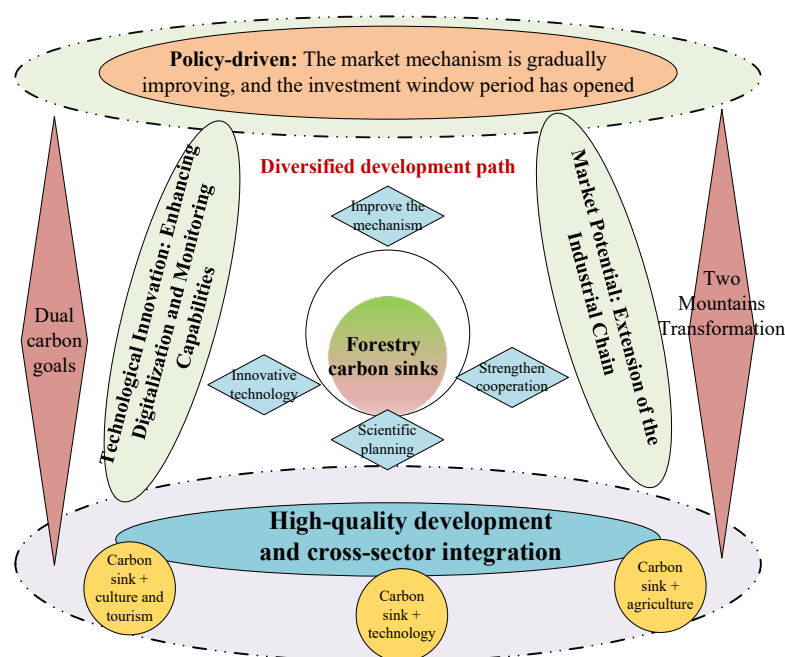 Policy-driven: The market mechanism is gradually
improving, and the investment window period has opened
Diversified development path
Improve the
mechanism
Technological Innovation: Enhancing
Digitalization and Monitoring
Capabilities
Market Potential: Extension of the
Industrial Chain
Dual
carbon
goals
Two
Mountains
Transformation
Forestry
carbon sinks
Innovative
technology
Strengthen
cooperation
Scientific
planning
High-quality development
and cross-sector integration
Carbon
sink +
culture and
tourism
Carbon
sink +
technology
Carbon
sink +
agriculture